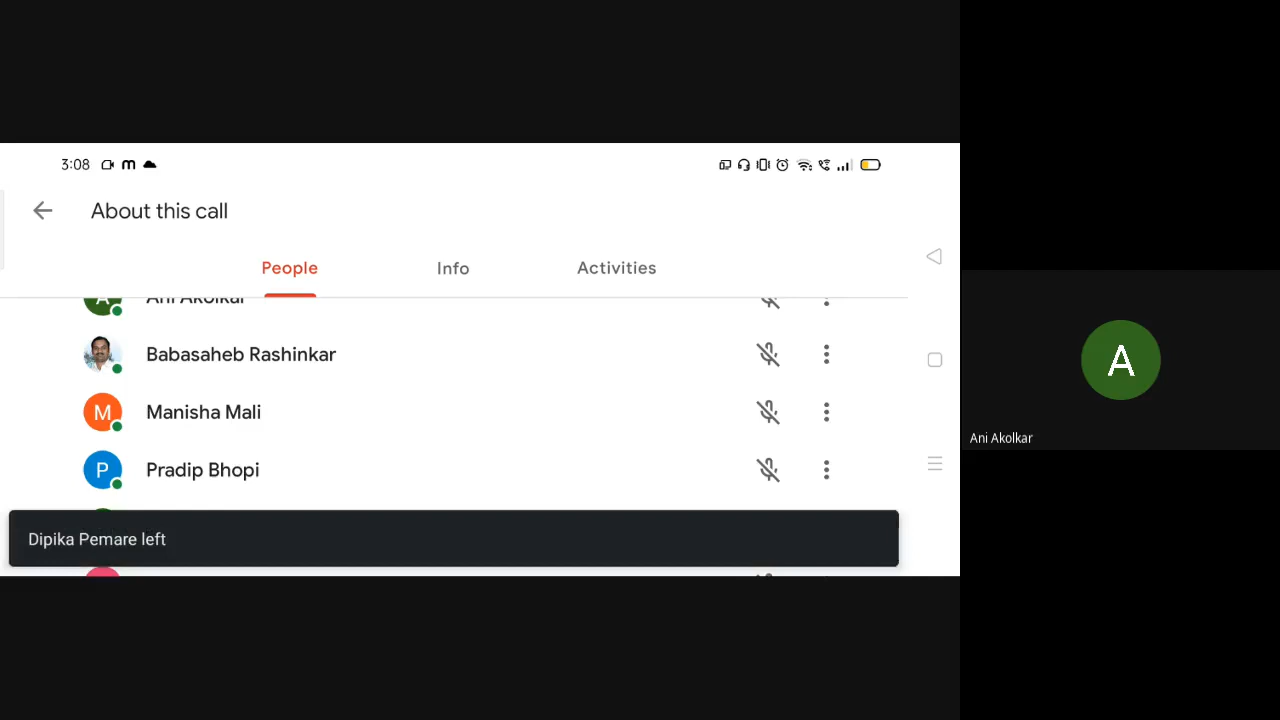 3:08
About this call
People
Info
Activities
Ani Akolkar
Babasaheb Rashinkar
M
Manisha Mali
P
Pradip Bhopi
Dipika Pemare left
A
Ani Akolkar